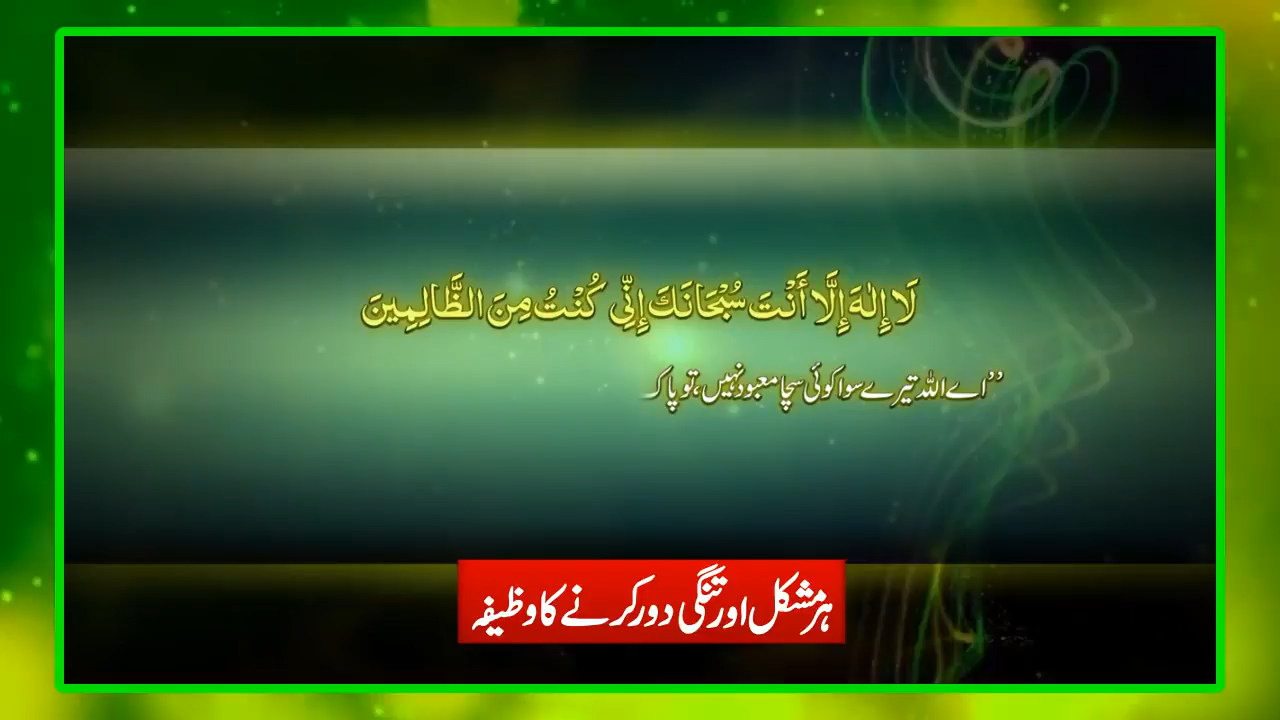 لَا إِلٰهَ إِلَّا أَنْتَ سُبْحَانَكَ إِنِّي كُنْتُ مِنَ الظَّالِمِينَ
”اے اللہ تیرے سوا کوئی سچا معبود نہیں، تو پاک
ہر مشکل اور تنگی دور کرنے کا وظیفہ